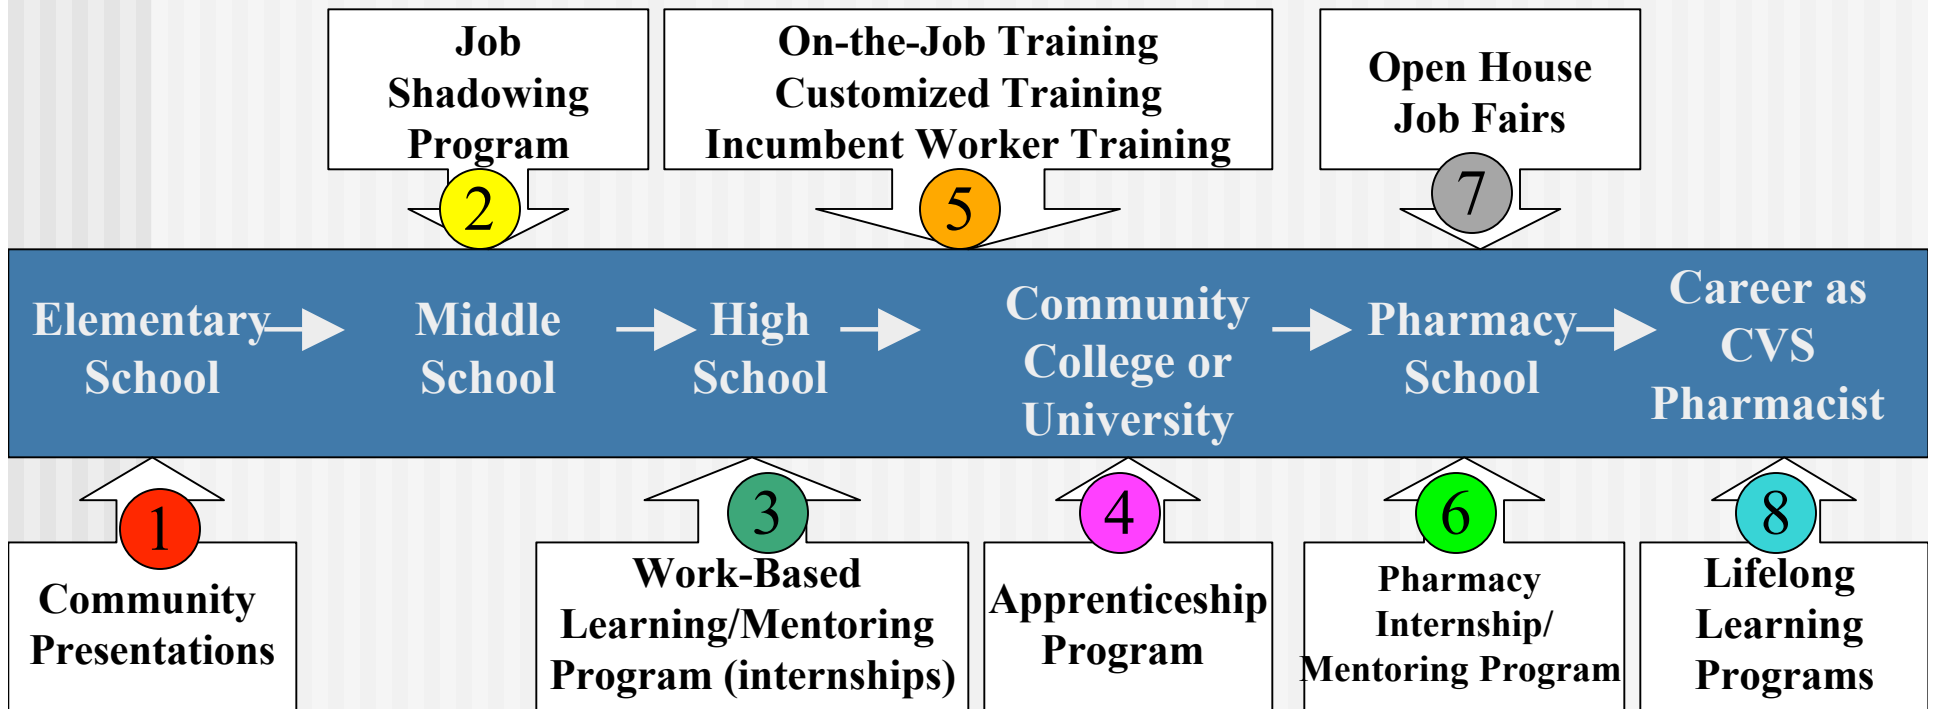 Job
Shadowing
Program
2
On-the-Job Training
Customized Training
Incumbent Worker Training
5
Open House
Job Fairs
7
Elementary
School
Middle
School
High
School
Community
College or
University
Pharmacy
School
Career as
CVS
Pharmacist
1
Community
Presentations
3
Work-Based
Learning/Mentoring
Program (internships)
4
Apprenticeship
Program
6
Pharmacy
Internship/
Mentoring Program
8
Lifelong
Learning
Programs